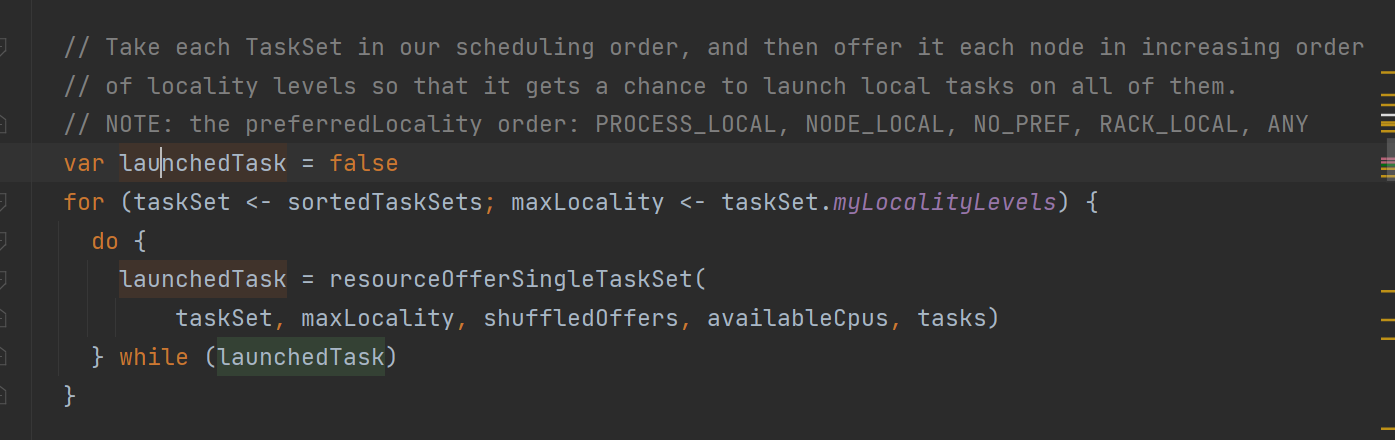 // Take each TaskSet in our scheduling order, and then offer it each node in increasing order
// of locality levels so that it gets a chance to launch local tasks on all of them.
// NOTE: the preferredLocality order: PROCESS_LOCAL, NODE_LOCAL, NO_PREF, RACK_LOCAL, ANY
var launchedTask = false
for (taskSet <- sortedTaskSets; maxLocality <- taskSet.myLocalityLevels) {
  do {
    launchedTask = resourceOfferSingleTaskSet(
        taskSet, maxLocality, shuffledOffers, availableCpus, tasks)
  } while (launchedTask)
}